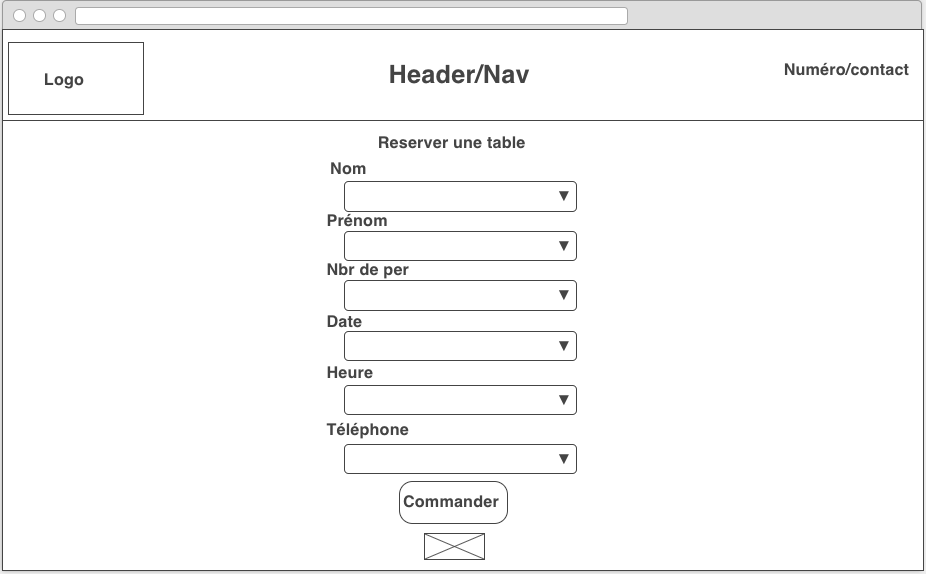 Logo
Header/Nav
Numéro/contact
Reserver une table
Nom
Prénom
Nbr de per
Date
Heure
Téléphone
Commander